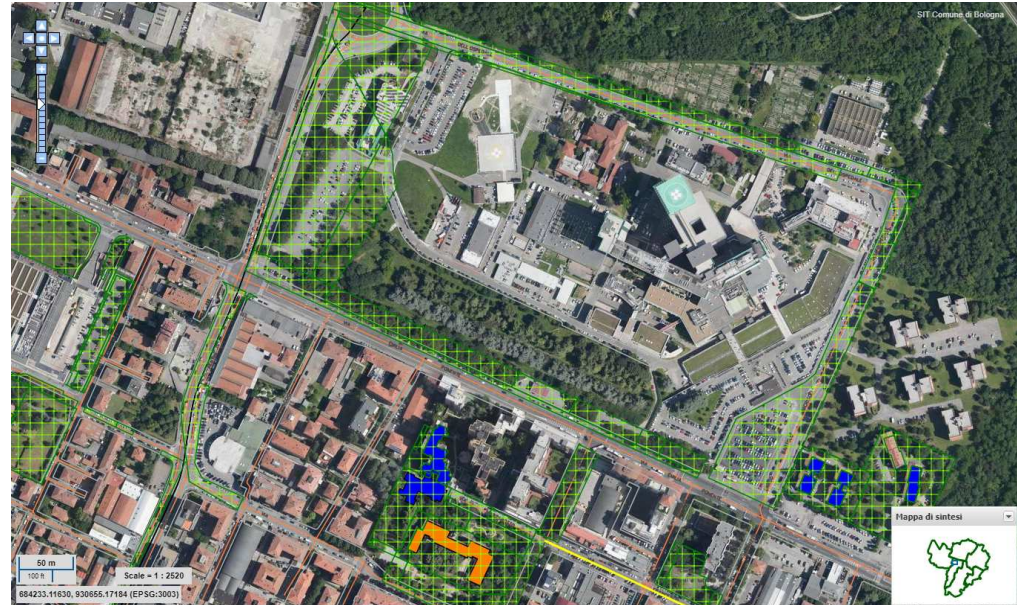 SIT Comune di Bologna
Mappa di sintesi
50 m
100 ft
Scale = 1 : 2520
684233.11630, 930655.17184 (EPSG:3003)